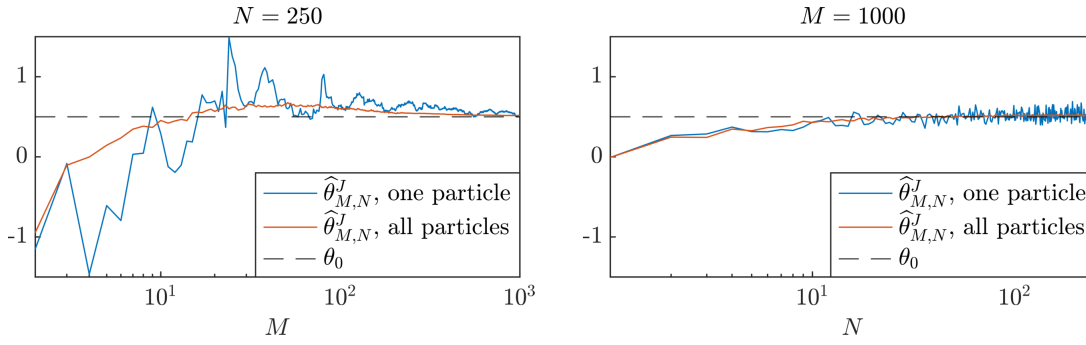 N = 250
1
0
-1
10^1
10^2
10^3
M
θ̂^J_{M,N}, one particle
θ̂^J_{M,N}, all particles
θ_0
M = 1000
1
0
-1
10^1
10^2
N
θ̂^J_{M,N}, one particle
θ̂^J_{M,N}, all particles
θ_0